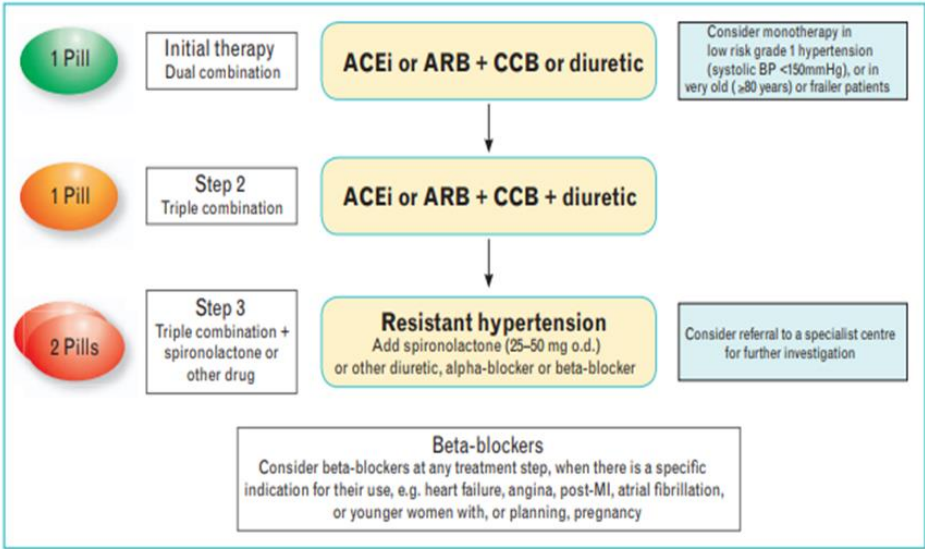 1 Pill
Initial therapy
Dual combination
ACEi or ARB + CCB or diuretic
Consider monotherapy in
low risk grade 1 hypertension
(systolic BP <150mmHg), or in
very old (≥80 years) or frailer patients
1 Pill
Step 2
Triple combination
ACEi or ARB + CCB + diuretic
2 Pills
Step 3
Triple combination +
spironolactone or
other drug
Resistant hypertension
Add spironolactone (25–50 mg o.d.)
or other diuretic, alpha-blocker or beta-blocker
Consider referral to a specialist centre
for further investigation
Beta-blockers
Consider beta-blockers at any treatment step, when there is a specific
indication for their use, e.g. heart failure, angina, post-MI, atrial fibrillation,
or younger women with, or planning, pregnancy